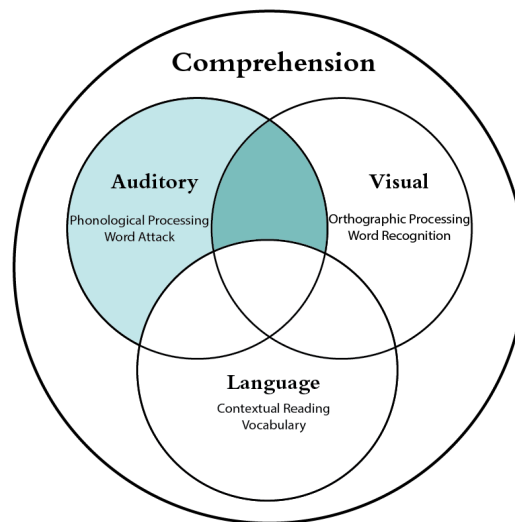 Comprehension
Auditory
Phonological Processing
Word Attack
Visual
Orthographic Processing
Word Recognition
Language
Contextual Reading
Vocabulary